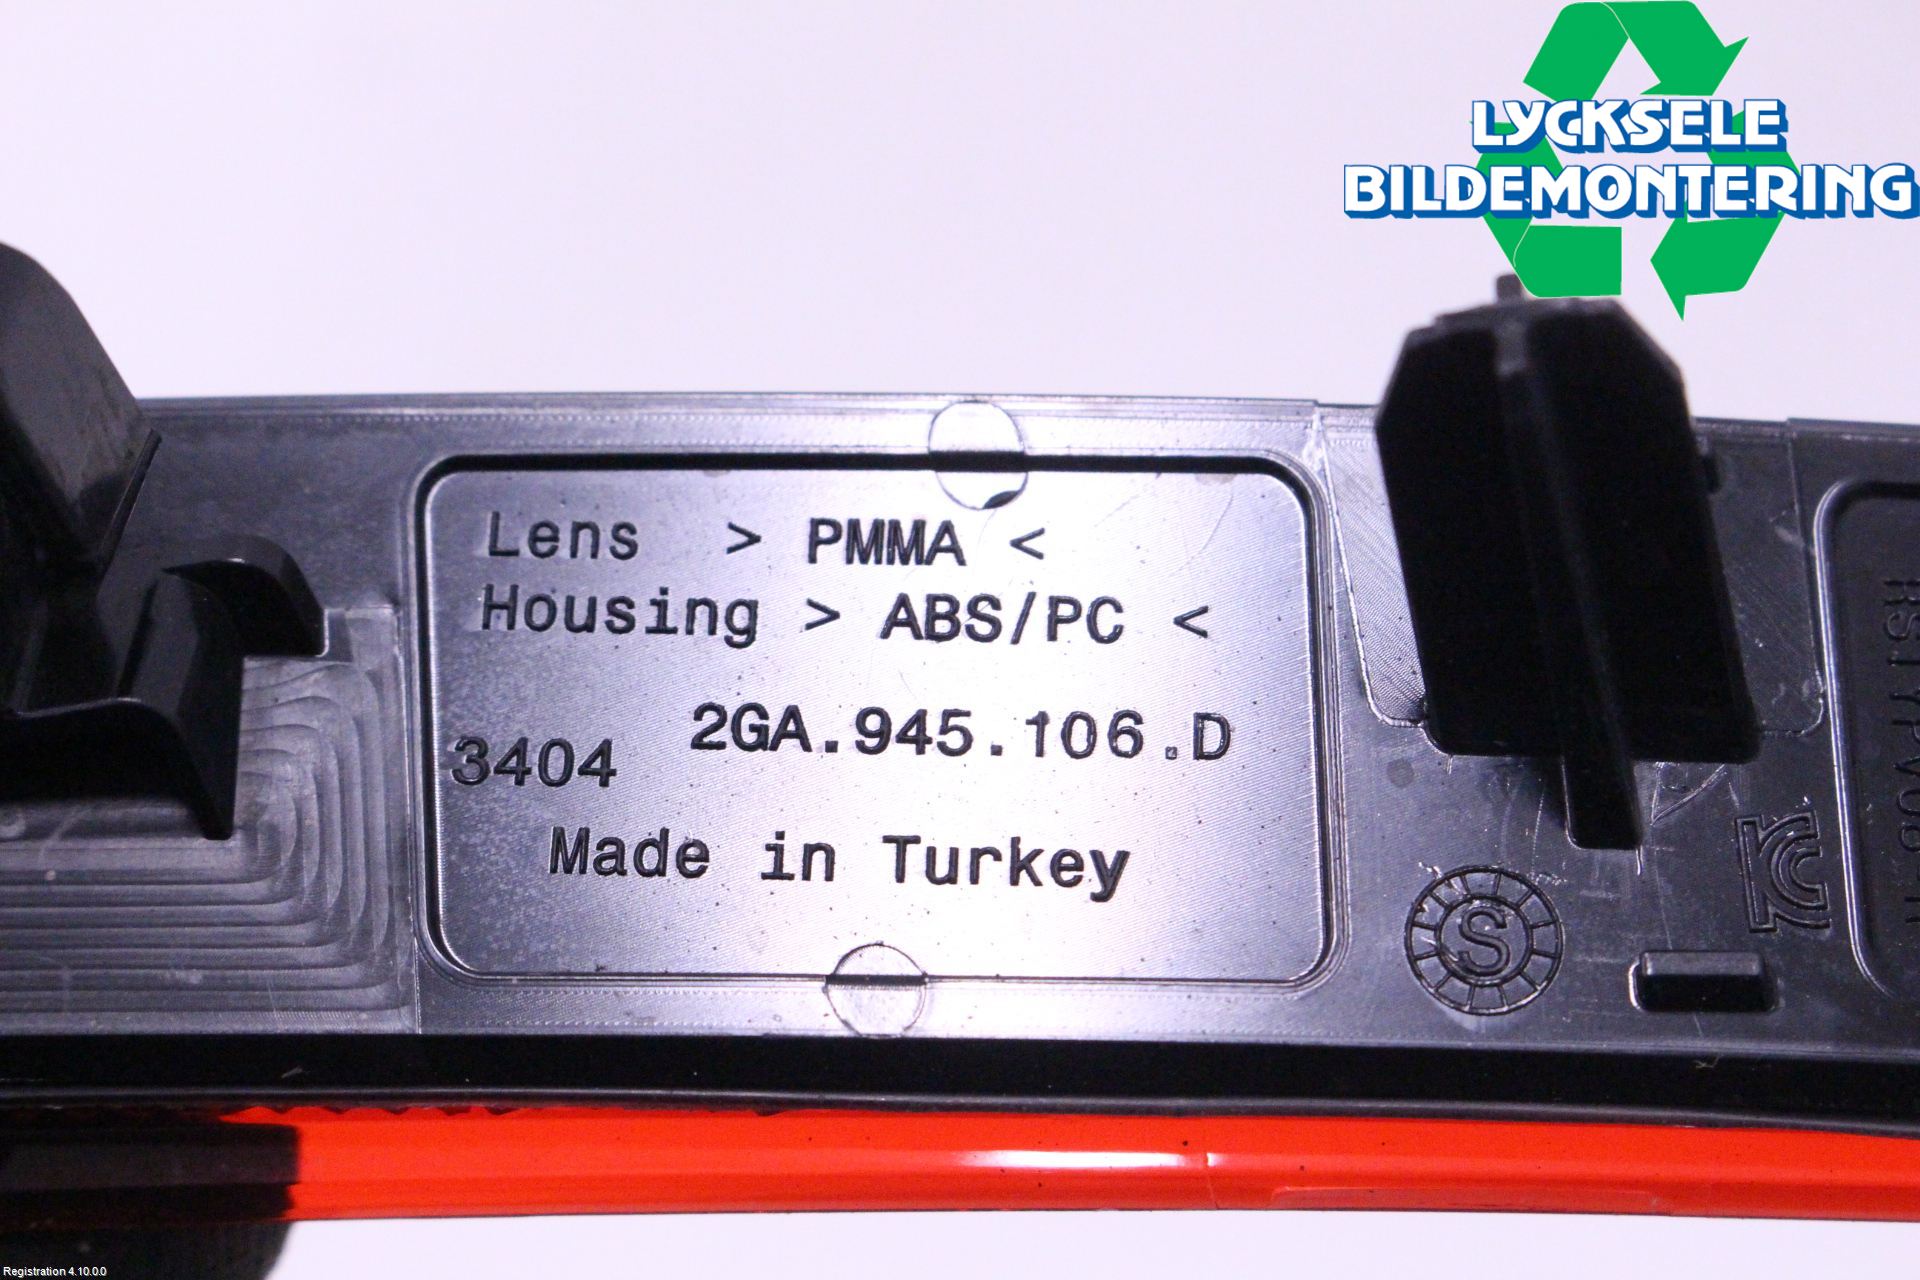 LYCKSELE
BILDEMONTERING
Lens > PMMA <
Housing > ABS/PC <
2GA.945.106.D
3404
Made in Turkey
S
Registration 4.10.0.0